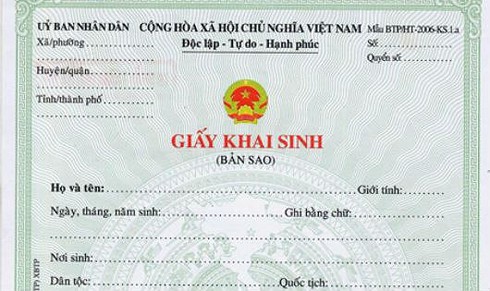 UỶ BAN NHÂN DÂN CỘNG HÒA XÃ HỘI CHỦ NGHĨA VIỆT NAM Mẫu BTP/HT-2006-KS.1.a
Xã/phường Độc lập - Tự do - Hạnh phúc Số
Quyển số:
Huyện/quận
Tỉnh/thành phố
GIẤY KHAI SINH
(BẢN SAO)
Họ và tên: Giới tính:
Ngày, tháng, năm sinh: Ghi bằng chữ:
Nơi sinh:
Dân tộc: Quốc tịch:
XBTP